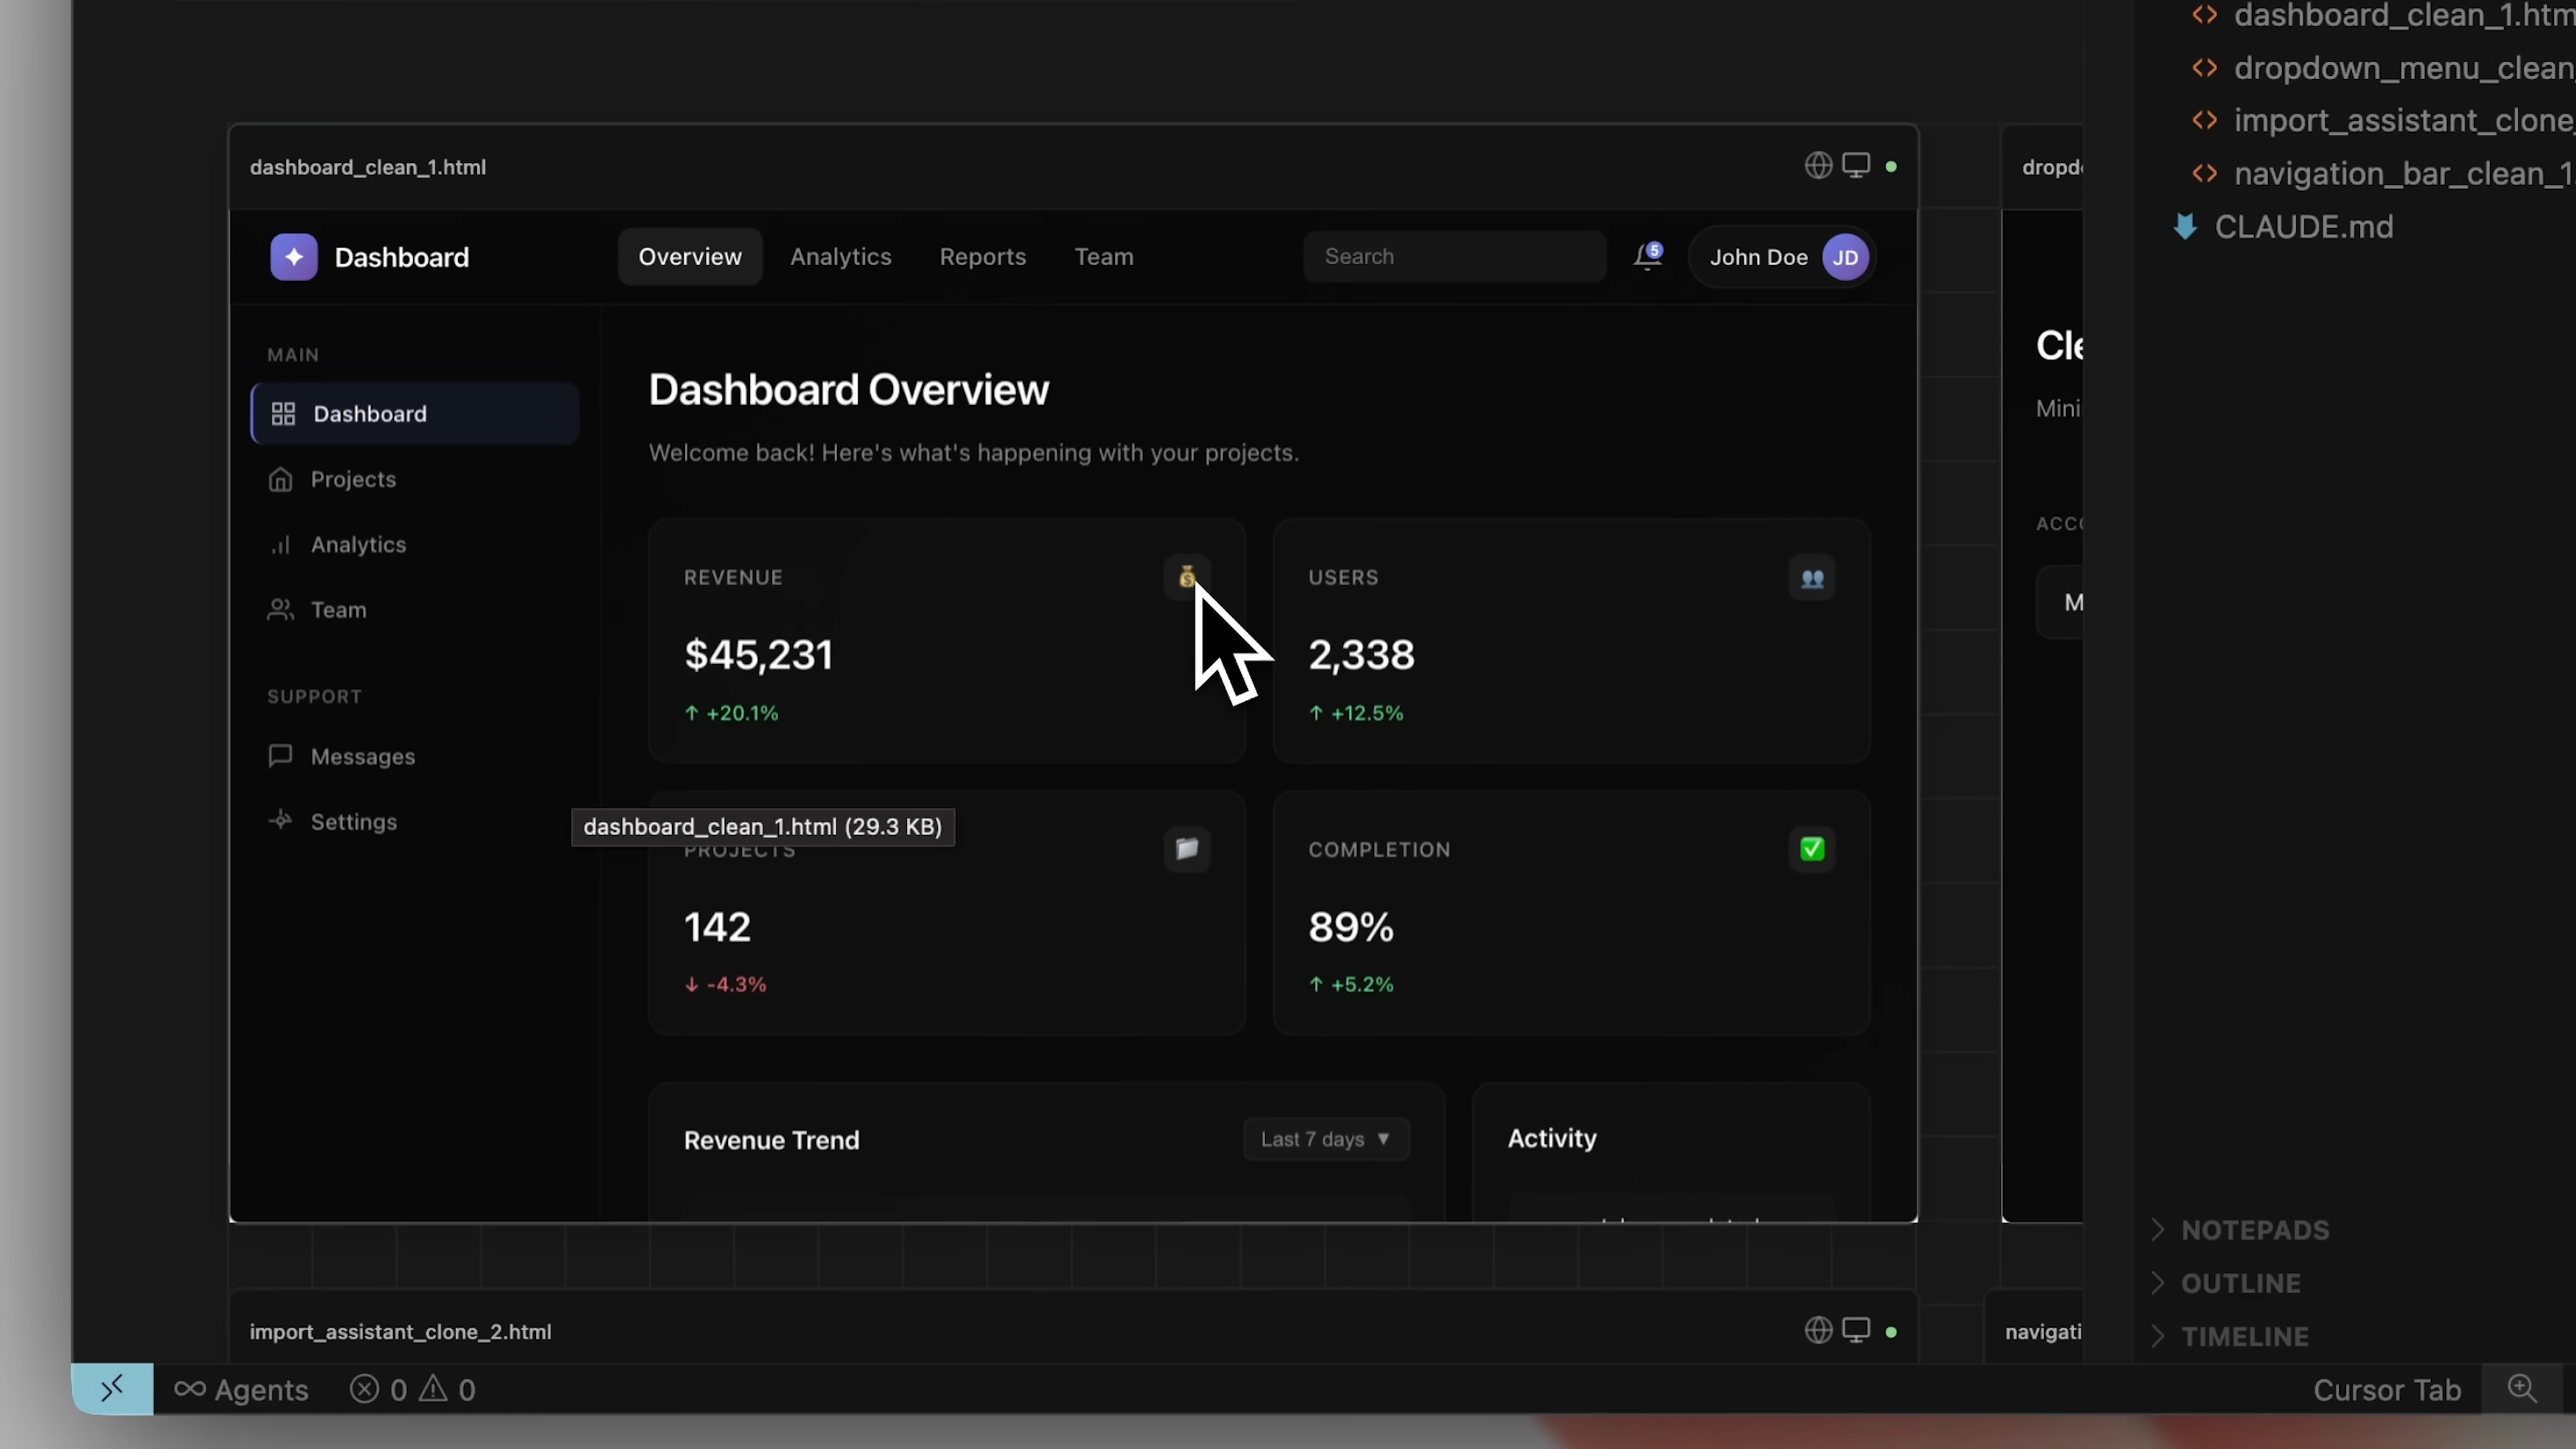 dashboard_clean_1.html
Dashboard
Overview
Analytics
Reports
Team
Search
5
John Doe
JD
MAIN
Dashboard
Projects
Analytics
Team
SUPPORT
Messages
Settings
Dashboard Overview
Welcome back! Here's what's happening with your projects.
REVENUE
$45,231
↑ +20.1%
USERS
2,338
↑ +12.5%
dashboard_clean_1.html (29.3 KB)
PROJECTS
142
↓ -4.3%
COMPLETION
89%
↑ +5.2%
Revenue Trend
Last 7 days ▼
Activity
import_assistant_clone_2.html
dropd
Cle
Mini
ACC
M
navigati
dashboard_clean_1.htm
dropdown_menu_clean_
import_assistant_clone_
navigation_bar_clean_1.
CLAUDE.md
NOTEPADS
OUTLINE
TIMELINE
Agents
0
0
Cursor Tab